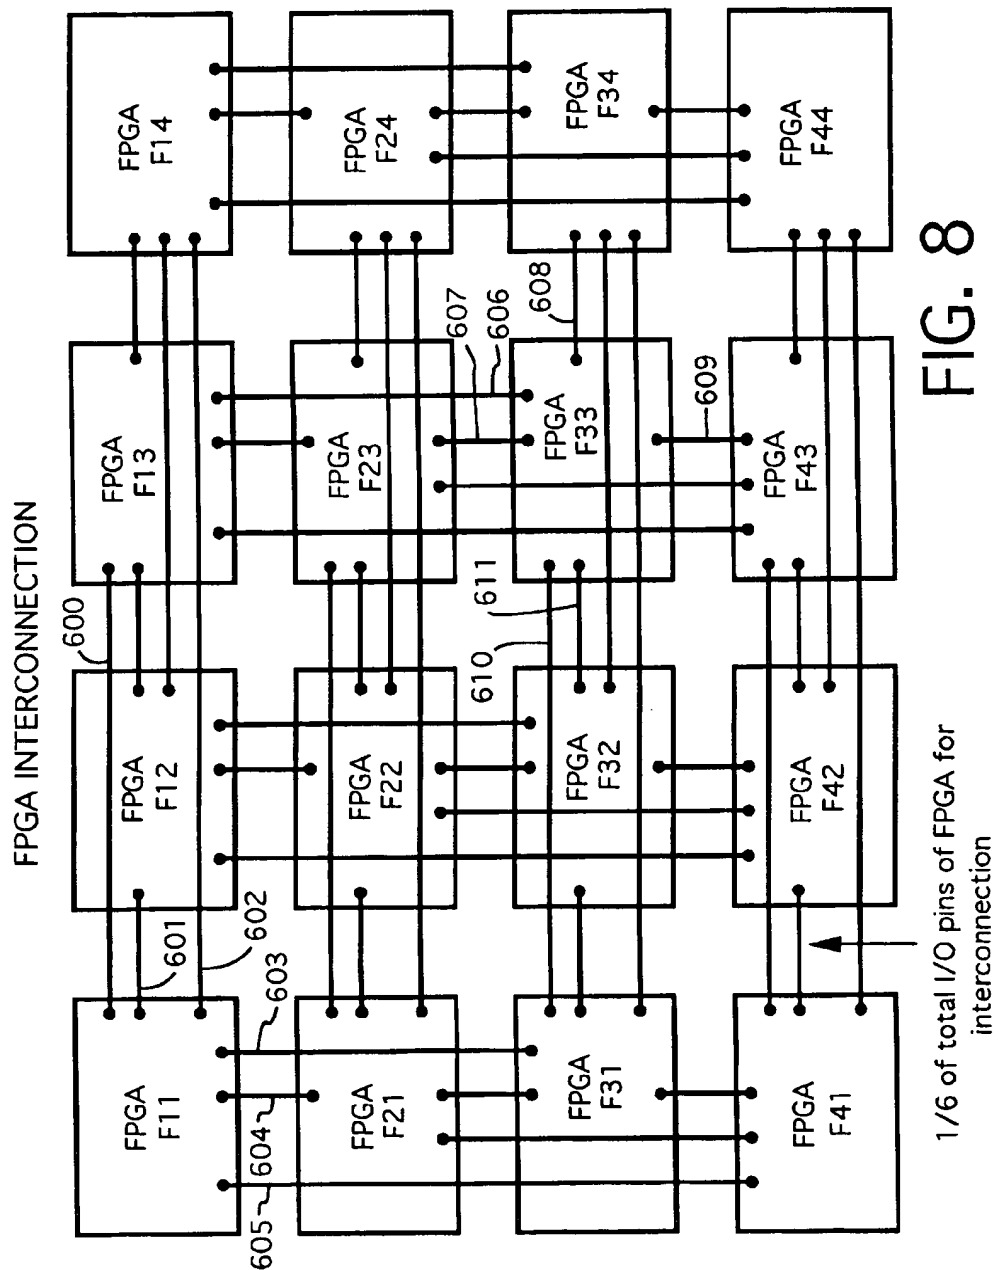 FPGA INTERCONNECTION
FPGA
F11
FPGA
F12
FPGA
F13
FPGA
F14
FPGA
F21
FPGA
F22
FPGA
F23
FPGA
F24
FPGA
F31
FPGA
F32
FPGA
F33
FPGA
F34
FPGA
F41
FPGA
F42
FPGA
F43
FPGA
F44
600
601
602
603
604
605
606
607
608
609
610
611
1/6 of total I/O pins of FPGA for
interconnection
FIG. 8